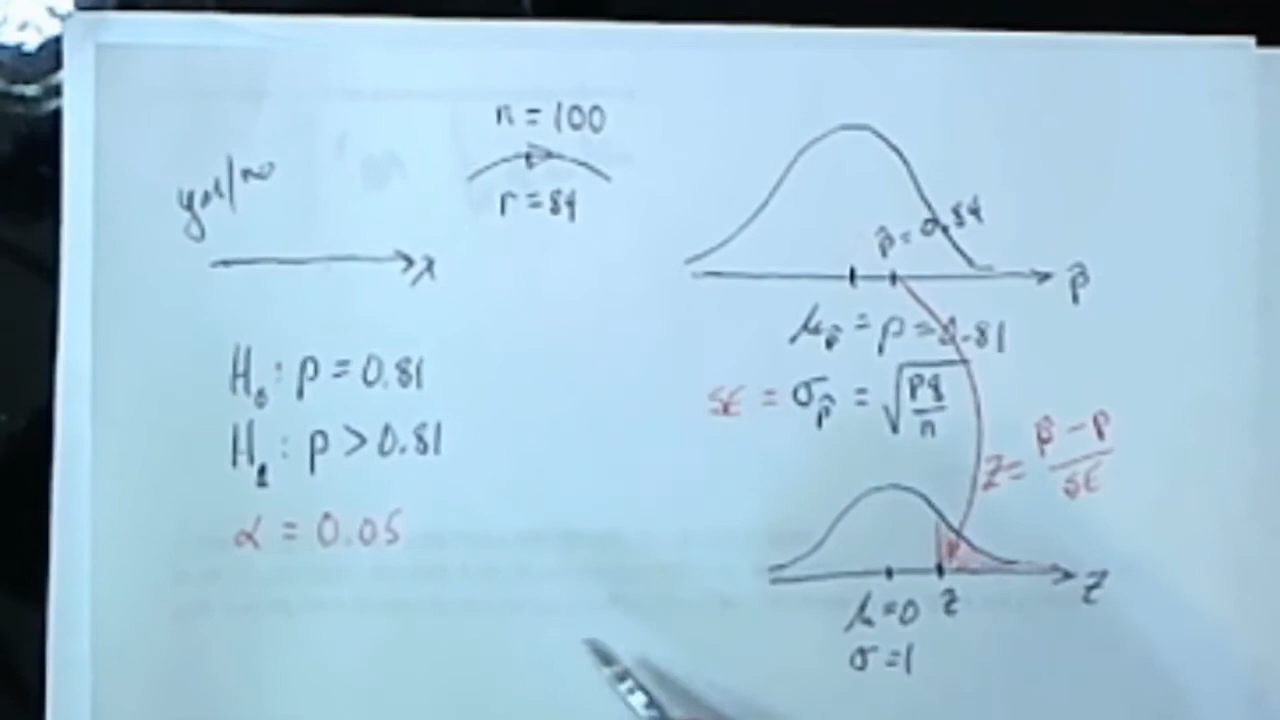 n = 100
r = 84
yes/no
x
H₀ : p = 0.81
H₁ : p > 0.81
α = 0.05
p̂ = 0.84
p̂
μp̂ = p = 0.81
SE = σp̂ = √(pq/n)
z = (p̂ − p)/SE
P
μ = 0
z
z
σ = 1